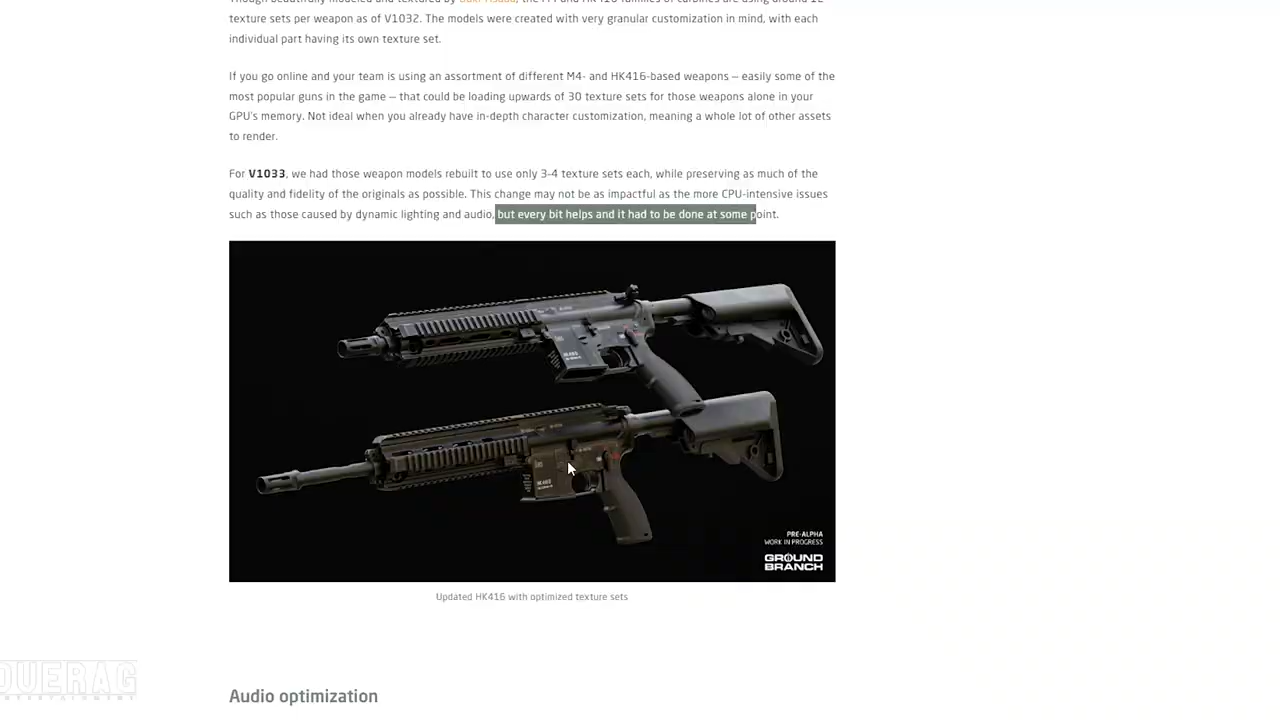 Though beautifully modeled and textured by
texture sets per weapon as of V1032. The models were created with very granular customization in mind, with each
individual part having its own texture set.
If you go online and your team is using an assortment of different M4- and HK416-based weapons — easily some of the
most popular guns in the game — that could be loading upwards of 30 texture sets for those weapons alone in your
GPU's memory. Not ideal when you already have in-depth character customization, meaning a whole lot of other assets
to render.
For V1033, we had those weapon models rebuilt to use only 3-4 texture sets each, while preserving as much of the
quality and fidelity of the originals as possible. This change may not be as impactful as the more CPU-intensive issues
such as those caused by dynamic lighting and audio, but every bit helps and it had to be done at some point.
PRE-ALPHA
WORK IN PROGRESS
GROUND
BRANCH
Updated HK416 with optimized texture sets
Audio optimization